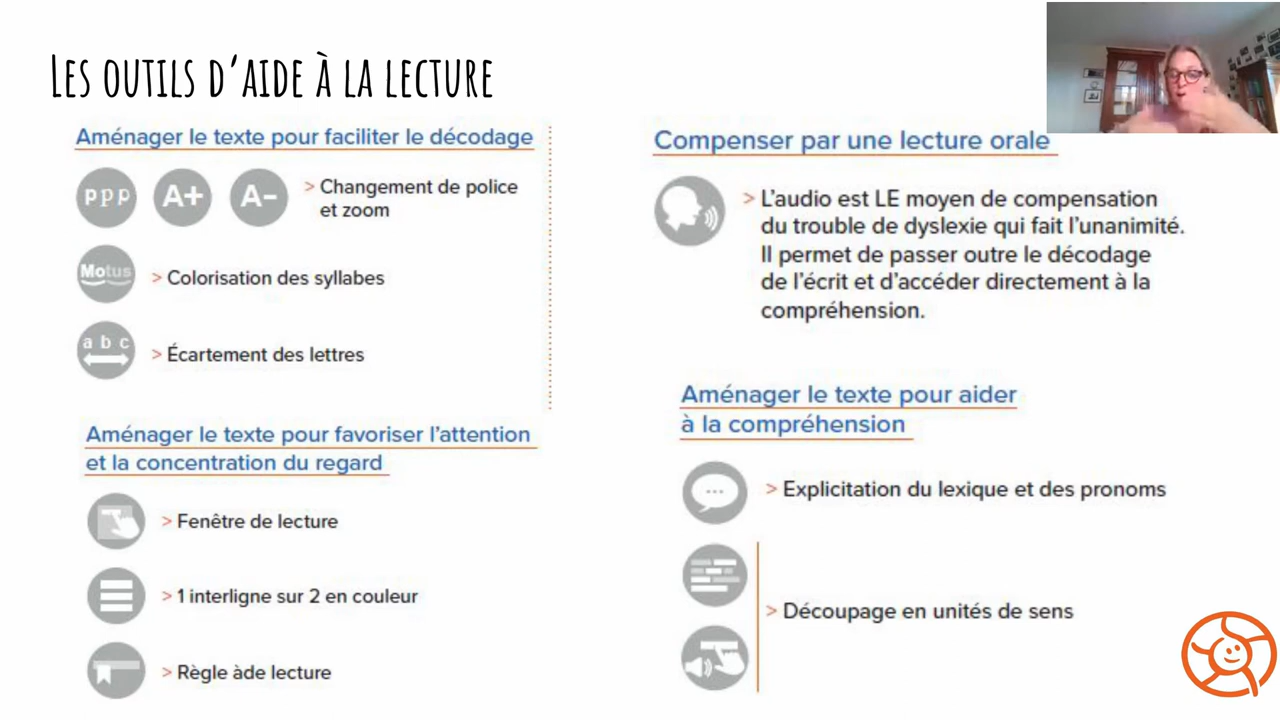 LES OUTILS D'AIDE À LA LECTURE
Aménager le texte pour faciliter le décodage
ppp A+ A-
> Changement de police
et zoom
Motus
> Colorisation des syllabes
a b c
> Écartement des lettres
Aménager le texte pour favoriser l'attention
et la concentration du regard
> Fenêtre de lecture
> 1 interligne sur 2 en couleur
> Règle àde lecture
Compenser par une lecture orale
> L'audio est LE moyen de compensation
du trouble de dyslexie qui fait l'unanimité.
Il permet de passer outre le décodage
de l'écrit et d'accéder directement à la
compréhension.
Aménager le texte pour aider
à la compréhension
> Explicitation du lexique et des pronoms
> Découpage en unités de sens